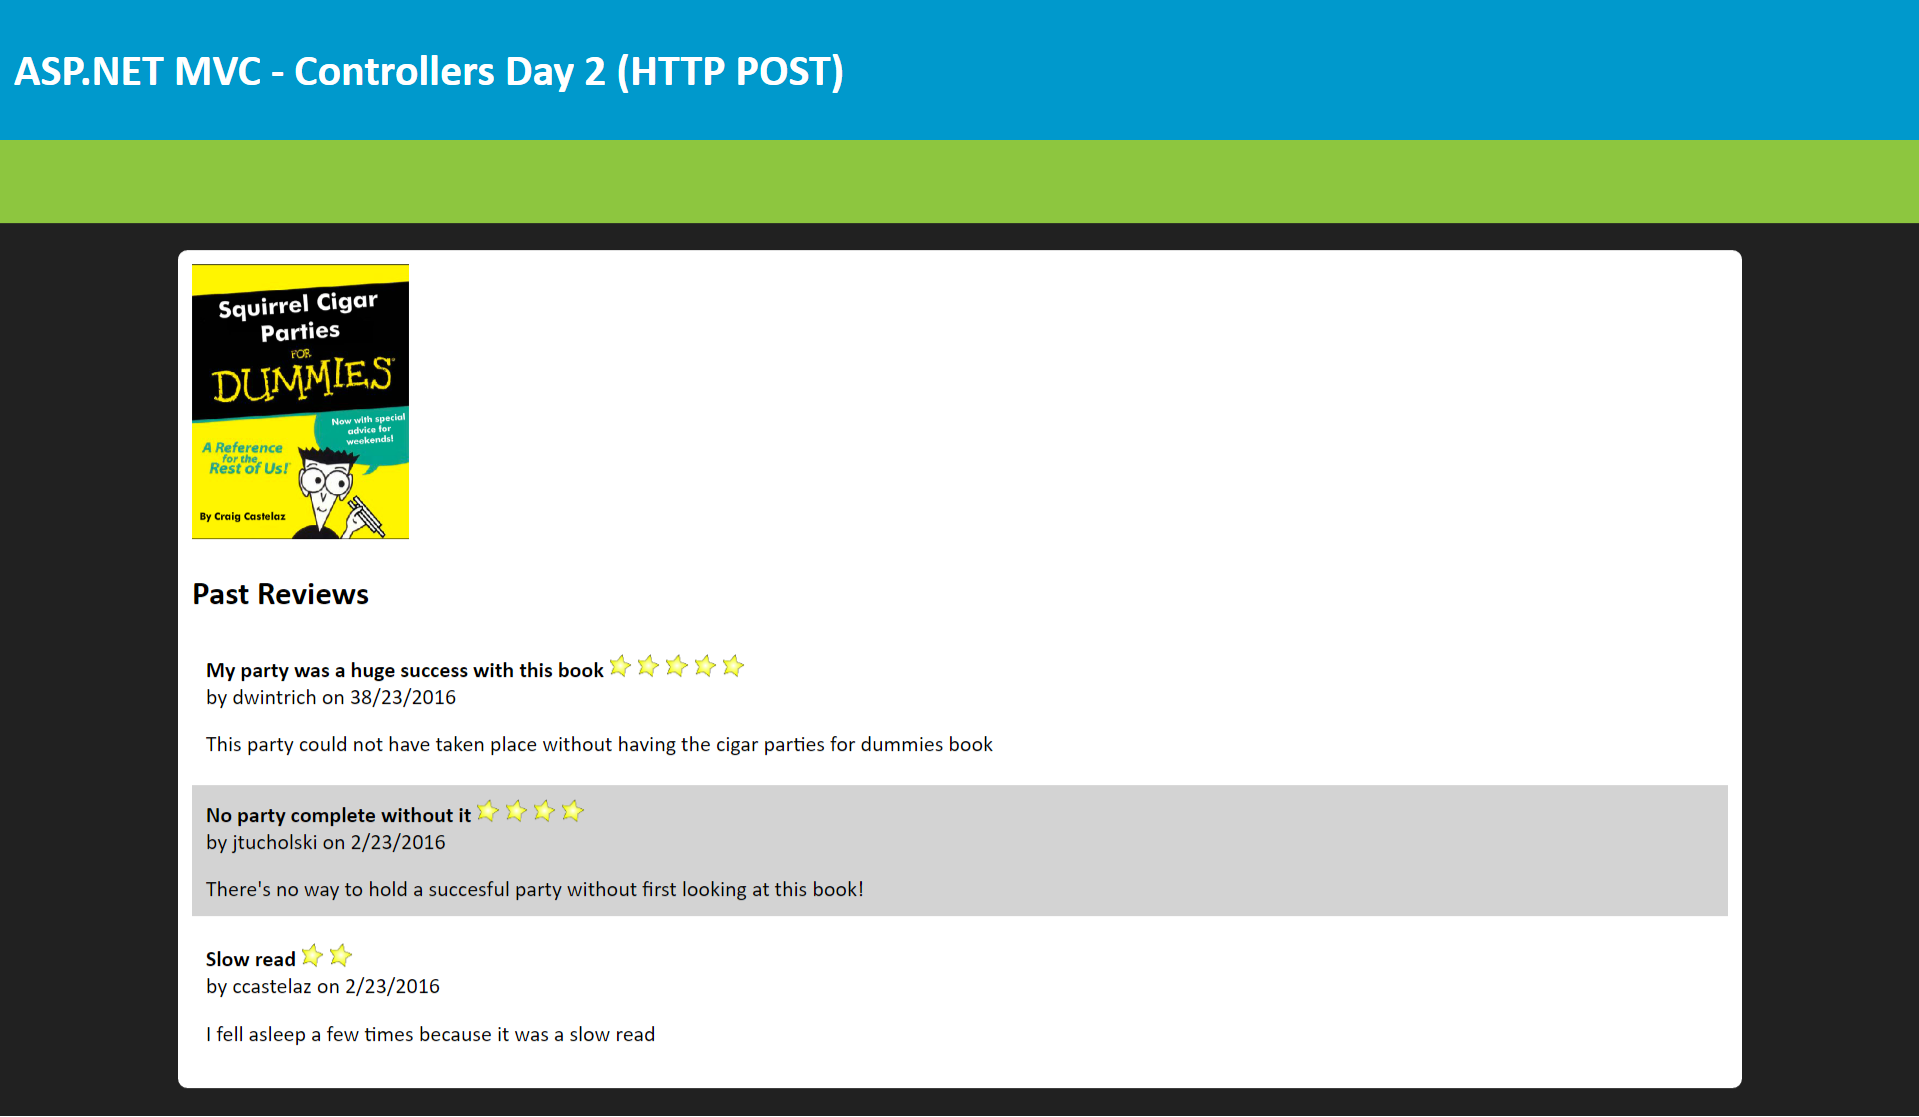 ASP.NET MVC - Controllers Day 2 (HTTP POST)
Squirrel Cigar
Parties
FOR
DUMMIES
Now with special
advice for
weekends!
A Reference
for the
Rest of Us!
By Craig Castelaz
Past Reviews
My party was a huge success with this book
by dwintrich on 38/23/2016
This party could not have taken place without having the cigar parties for dummies book
No party complete without it
by jtucholski on 2/23/2016
There's no way to hold a succesful party without first looking at this book!
Slow read
by ccastelaz on 2/23/2016
I fell asleep a few times because it was a slow read